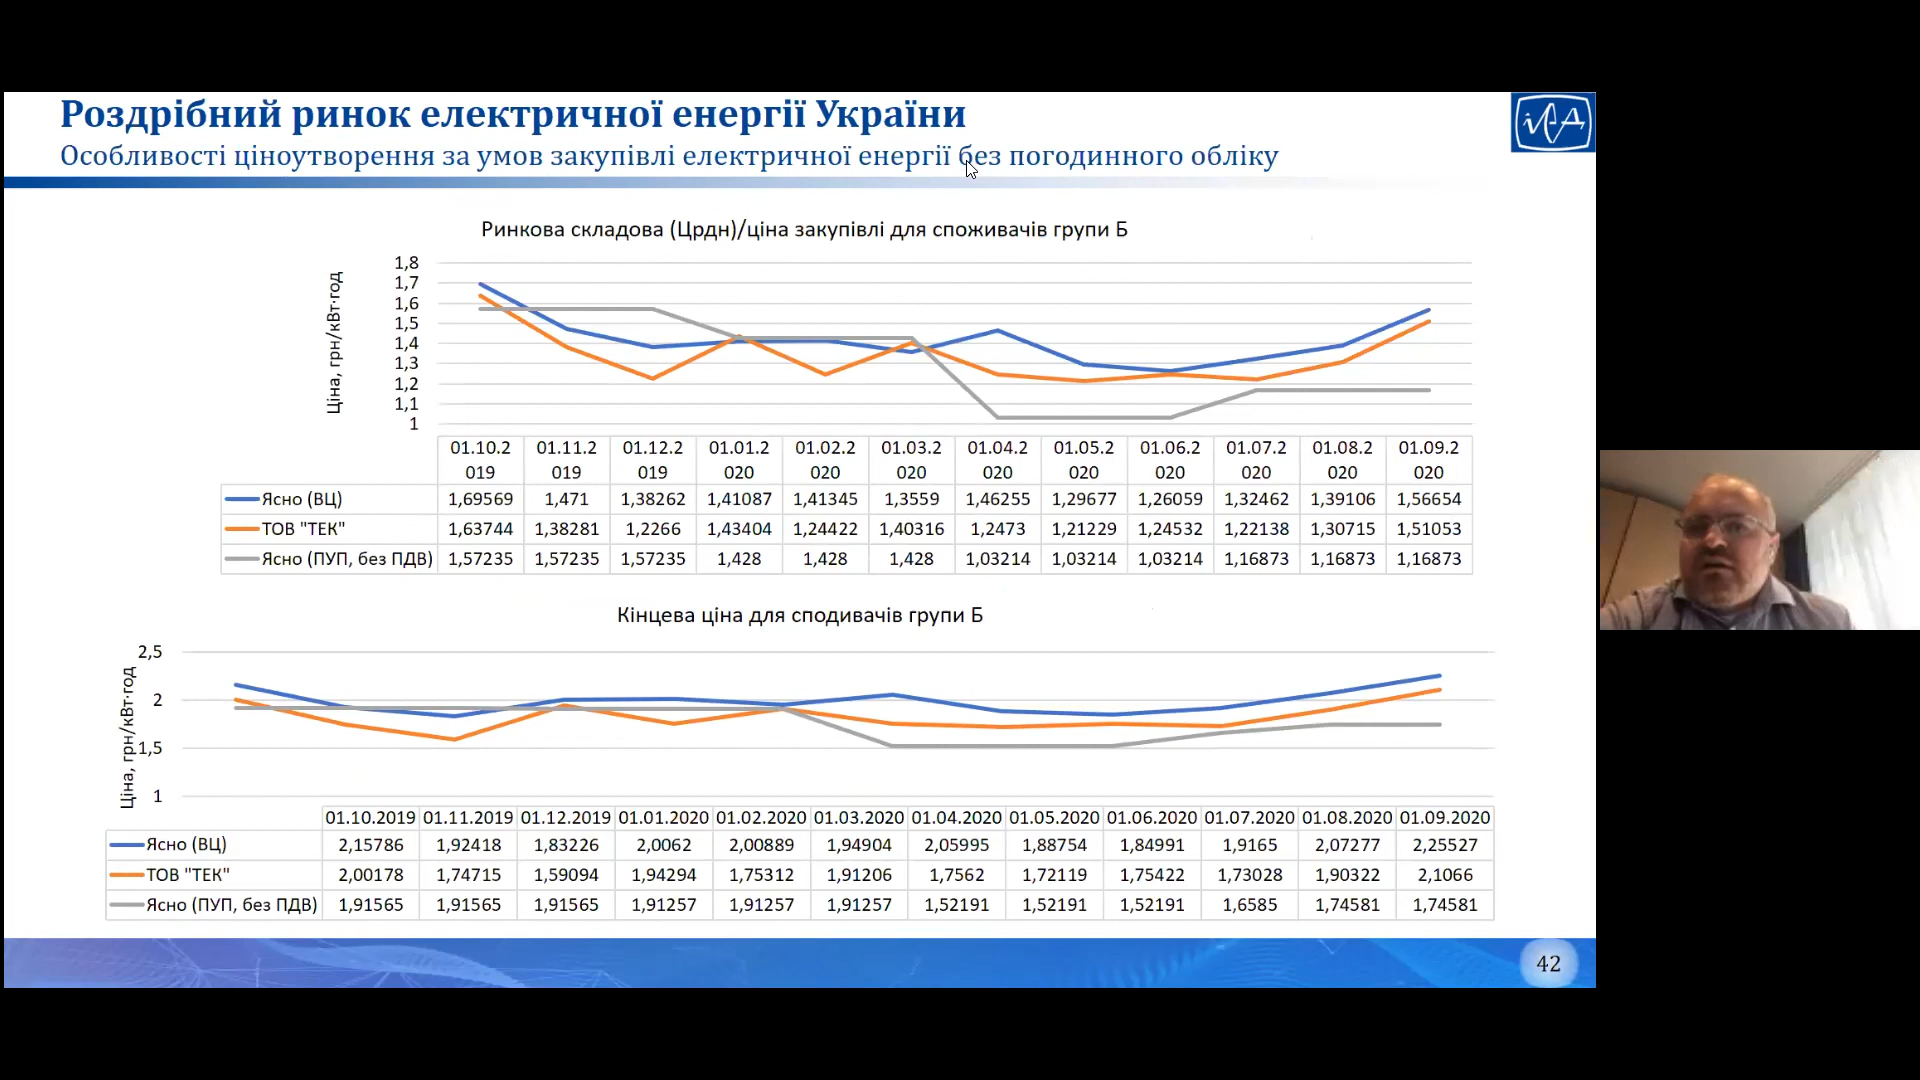 Роздрібний ринок електричної енергії України
Особливості ціноутворення за умов закупівлі електричної енергії без погодинного обліку
ІЕД
Ринкова складова (Црдн)/ціна закупівлі для споживачів групи Б
Ціна, грн/кВт·год
1,8
1,7
1,6
1,5
1,4
1,3
1,2
1,1
1
01.10.2019 01.11.2019 01.12.2019 01.01.2020 01.02.2020 01.03.2020 01.04.2020 01.05.2020 01.06.2020 01.07.2020 01.08.2020 01.09.2020
Ясно (ВЦ) 1,69569 1,471 1,38262 1,41087 1,41345 1,3559 1,46255 1,29677 1,26059 1,32462 1,39106 1,56654
ТОВ "ТЕК" 1,63744 1,38281 1,2266 1,43404 1,24422 1,40316 1,2473 1,21229 1,24532 1,22138 1,30715 1,51053
Ясно (ПУП, без ПДВ) 1,57235 1,57235 1,57235 1,428 1,428 1,428 1,03214 1,03214 1,03214 1,16873 1,16873 1,16873
Кінцева ціна для сподивачів групи Б
Ціна, грн/кВт·год
2,5
2
1,5
1
01.10.2019 01.11.2019 01.12.2019 01.01.2020 01.02.2020 01.03.2020 01.04.2020 01.05.2020 01.06.2020 01.07.2020 01.08.2020 01.09.2020
Ясно (ВЦ) 2,15786 1,92418 1,83226 2,0062 2,00889 1,94904 2,05995 1,88754 1,84991 1,9165 2,07277 2,25527
ТОВ "ТЕК" 2,00178 1,74715 1,59094 1,94294 1,75312 1,91206 1,7562 1,72119 1,75422 1,73028 1,90322 2,1066
Ясно (ПУП, без ПДВ) 1,91565 1,91565 1,91565 1,91257 1,91257 1,91257 1,52191 1,52191 1,52191 1,6585 1,74581 1,74581
42